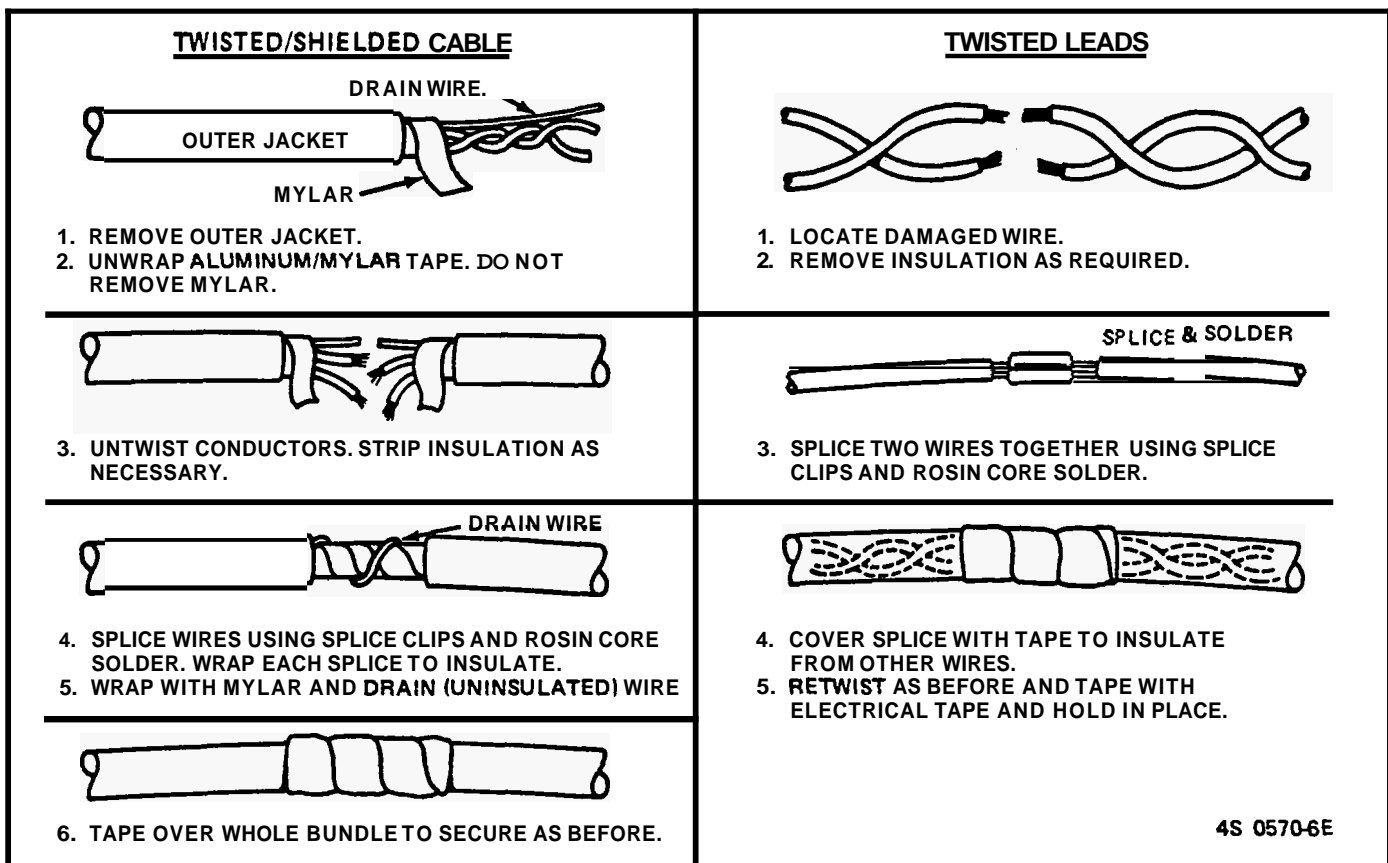 TWISTED/SHIELDED CABLE
DRAIN WIRE.
OUTER JACKET
MYLAR
1. REMOVE OUTER JACKET.
2. UNWRAP ALUMINUM/MYLAR TAPE. DO NOT
REMOVE MYLAR.
3. UNTWIST CONDUCTORS. STRIP INSULATION AS
NECESSARY.
DRAIN WIRE
4. SPLICE WIRES USING SPLICE CLIPS AND ROSIN CORE
SOLDER. WRAP EACH SPLICE TO INSULATE.
5. WRAP WITH MYLAR AND DRAIN (UNINSULATED) WIRE
6. TAPE OVER WHOLE BUNDLE TO SECURE AS BEFORE.
TWISTED LEADS
1. LOCATE DAMAGED WIRE.
2. REMOVE INSULATION AS REQUIRED.
SPLICE & SOLDER
3. SPLICE TWO WIRES TOGETHER USING SPLICE
CLIPS AND ROSIN CORE SOLDER.
4. COVER SPLICE WITH TAPE TO INSULATE
FROM OTHER WIRES.
5. RETWIST AS BEFORE AND TAPE WITH
ELECTRICAL TAPE AND HOLD IN PLACE.
4S 0570-6E